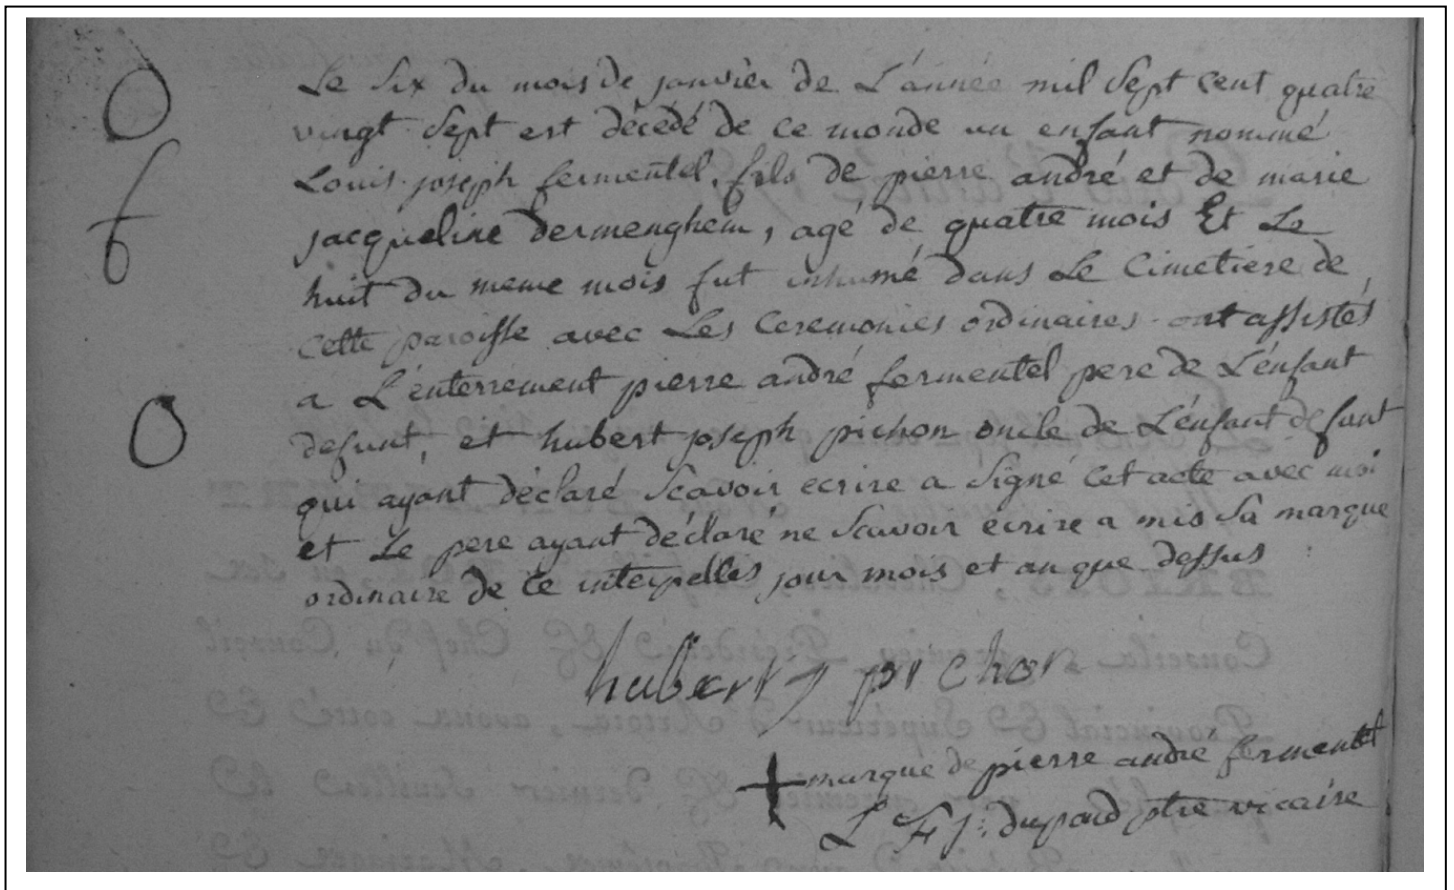 Le Six du mois de janvier de L'année mil Sept Cent quatre
vingt Sept est décédé de ce monde un enfant nommé
Louis joseph fermentel, fils de pierre andré et de marie
jacqueline dermenghem, agé de quatre mois Et Le
huit du meme mois fut inhumé dans Le Cimetiere de
cette paroisse avec Les Ceremonies ordinaires ont assistés
a L'enterrement pierre andré fermentel pere de L'enfant
defunt, et hubert joseph pichon oncle de L'enfant defunt
qui ayant déclaré Scavoir ecrire a Signé cet acte avec moi
et Le pere ayant déclaré ne Scavoir ecrire a mis Sa marque
ordinaire de ce interpellés jour mois et an que dessus
hubert j pichon
marque de pierre andré fermentel
ptre vicaire